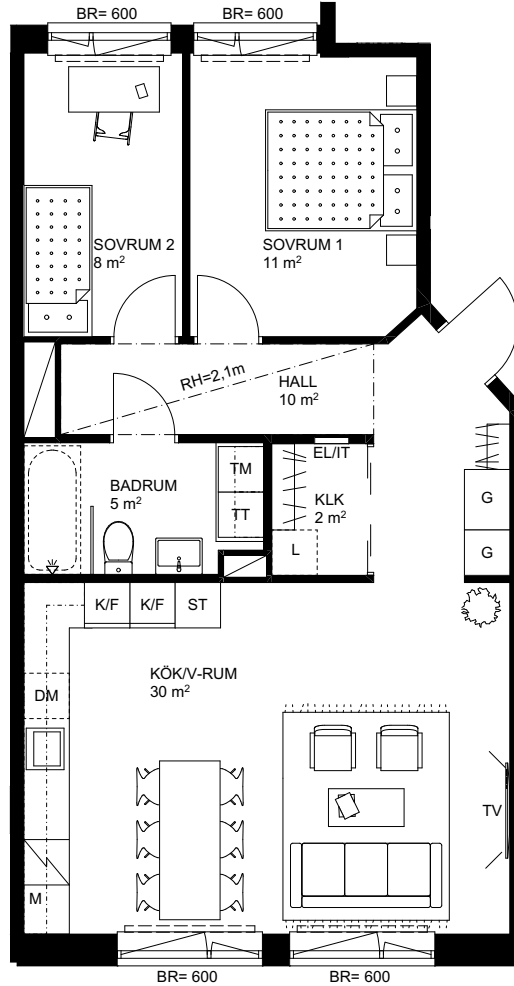 BR= 600
BR= 600
SOVRUM 2
8 m²
SOVRUM 1
11 m²
RH=2,1m
HALL
10 m²
EL/IT
BADRUM
5 m²
TM
TT
KLK
2 m²
L
G
G
K/F
K/F
ST
KÖK/V-RUM
30 m²
DM
TV
M
BR= 600
BR= 600